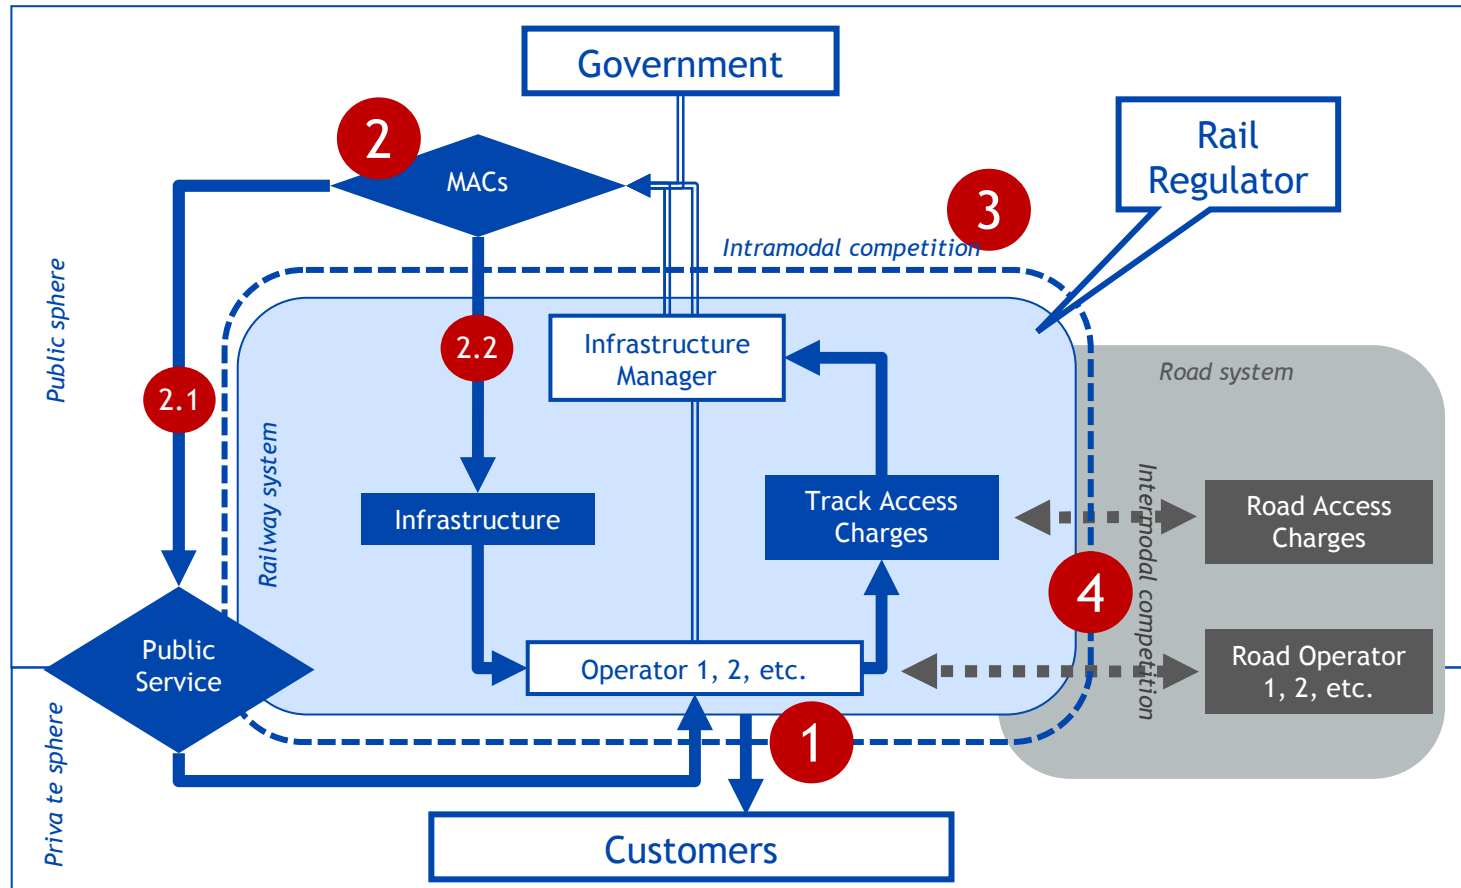 Government
2
MACs
Rail
Regulator
3
Intramodal competition
Public sphere
2.2
Infrastructure
Manager
Road system
2.1
Railway system
Infrastructure
Track Access
Charges
Intermodal competition
Road Access
Charges
4
Public
Service
Operator 1, 2, etc.
Road Operator
1, 2, etc.
Priva te sphere
1
Customers